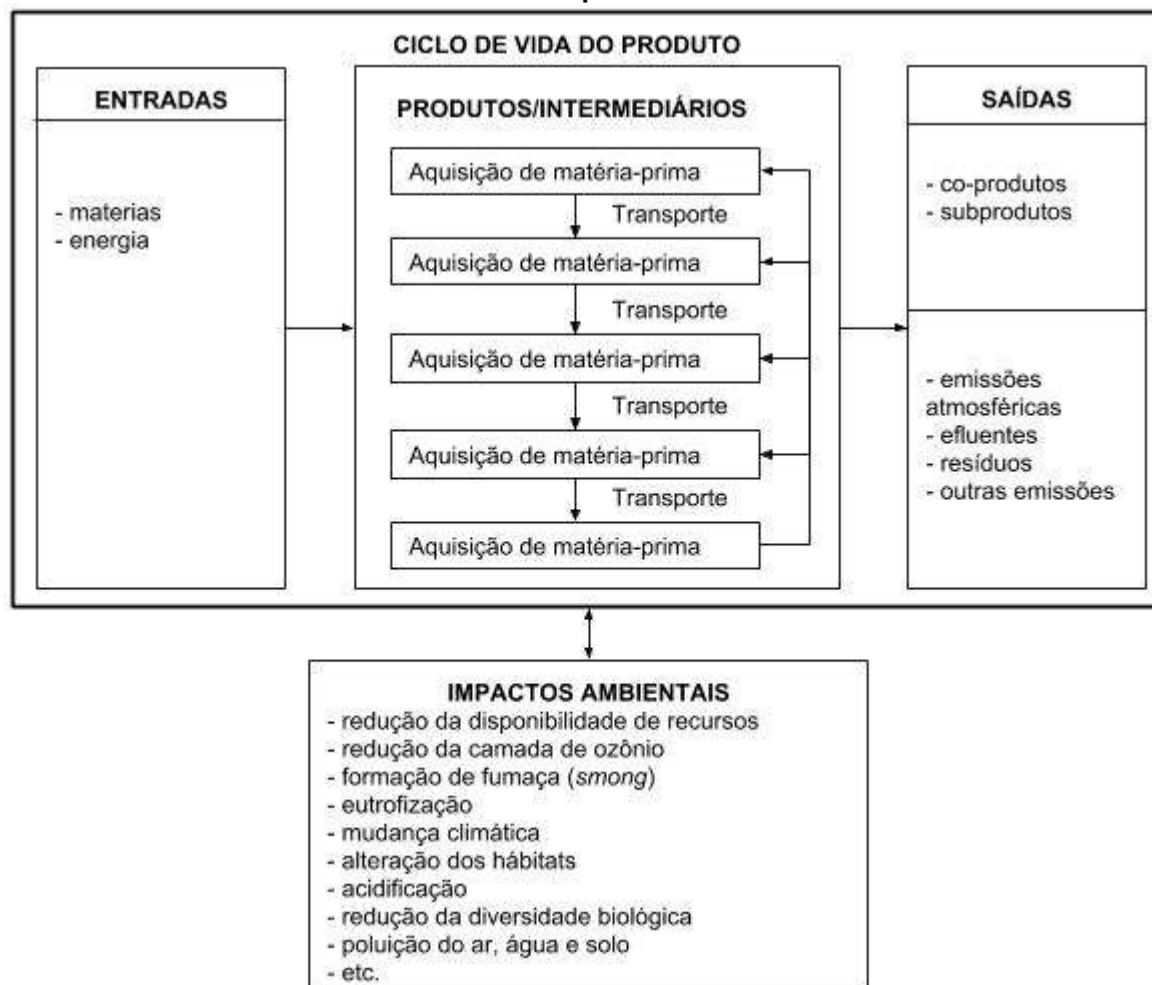 CICLO DE VIDA DO PRODUTO
ENTRADAS
- materias
- energia
PRODUTOS/INTERMEDIÁRIOS
Aquisição de matéria-prima
Transporte
Aquisição de matéria-prima
Transporte
Aquisição de matéria-prima
Transporte
Aquisição de matéria-prima
Transporte
Aquisição de matéria-prima
SAÍDAS
- co-produtos
- subprodutos
- emissões
atmosféricas
- efluentes
- resíduos
- outras emissões
IMPACTOS AMBIENTAIS
- redução da disponibilidade de recursos
- redução da camada de ozônio
- formação de fumaça (smong)
- eutrofização
- mudança climática
- alteração dos hábitats
- acidificação
- redução da diversidade biológica
- poluição do ar, água e solo
- etc.